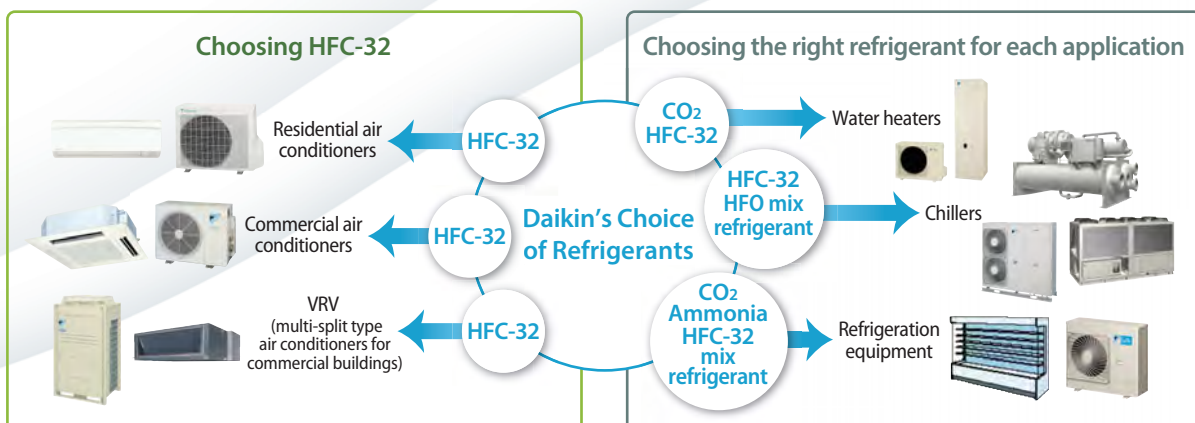 Choosing HFC-32
Residential air
conditioners
HFC-32
Commercial air
conditioners
HFC-32
VRV
(multi-split type
air conditioners for
commercial buildings)
HFC-32
Daikin's Choice
of Refrigerants
Choosing the right refrigerant for each application
CO₂
HFC-32
Water heaters
HFC-32
HFO mix
refrigerant
Chillers
CO₂
Ammonia
HFC-32
mix
refrigerant
Refrigeration
equipment